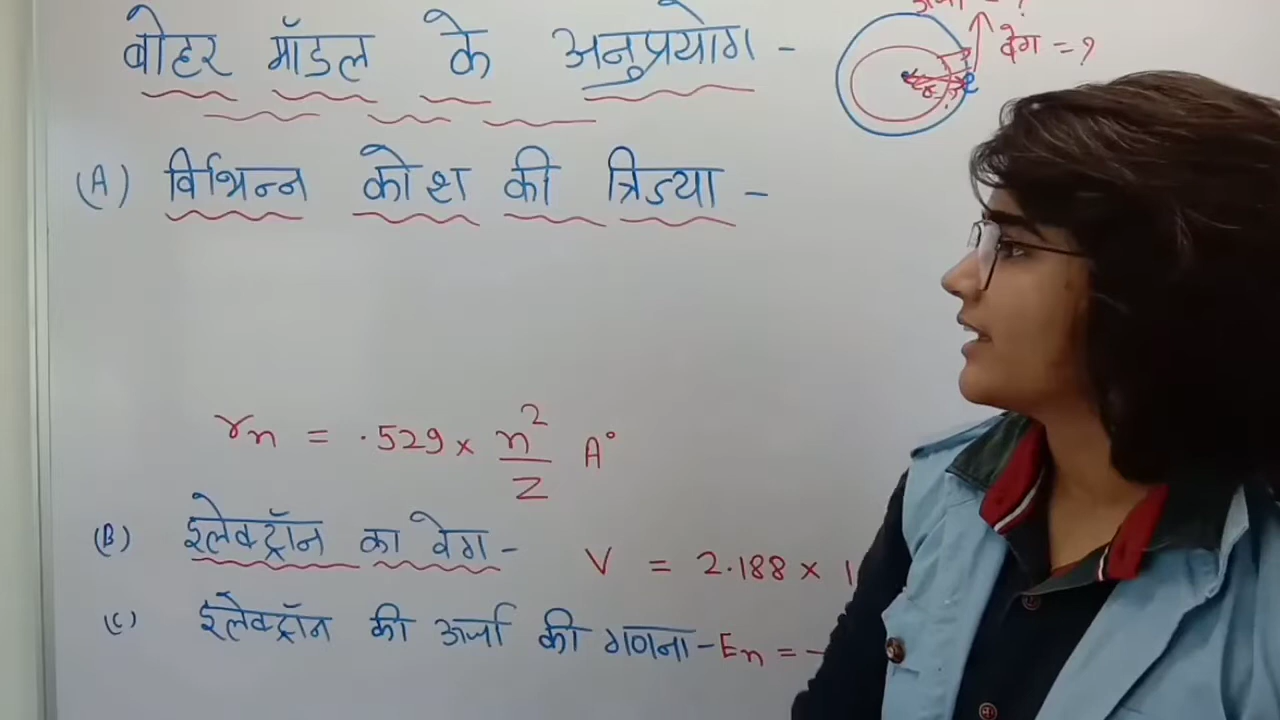 बोहर मॉडल के अनुप्रयोग -
वेग = ?
(A) विभिन्न कोश की त्रिज्या -
rn = .529 × n²/Z A°
(B) इलेक्ट्रॉन का वेग - V = 2.188 × 1
(C) इलेक्ट्रॉन की ऊर्जा की गणना - En = -